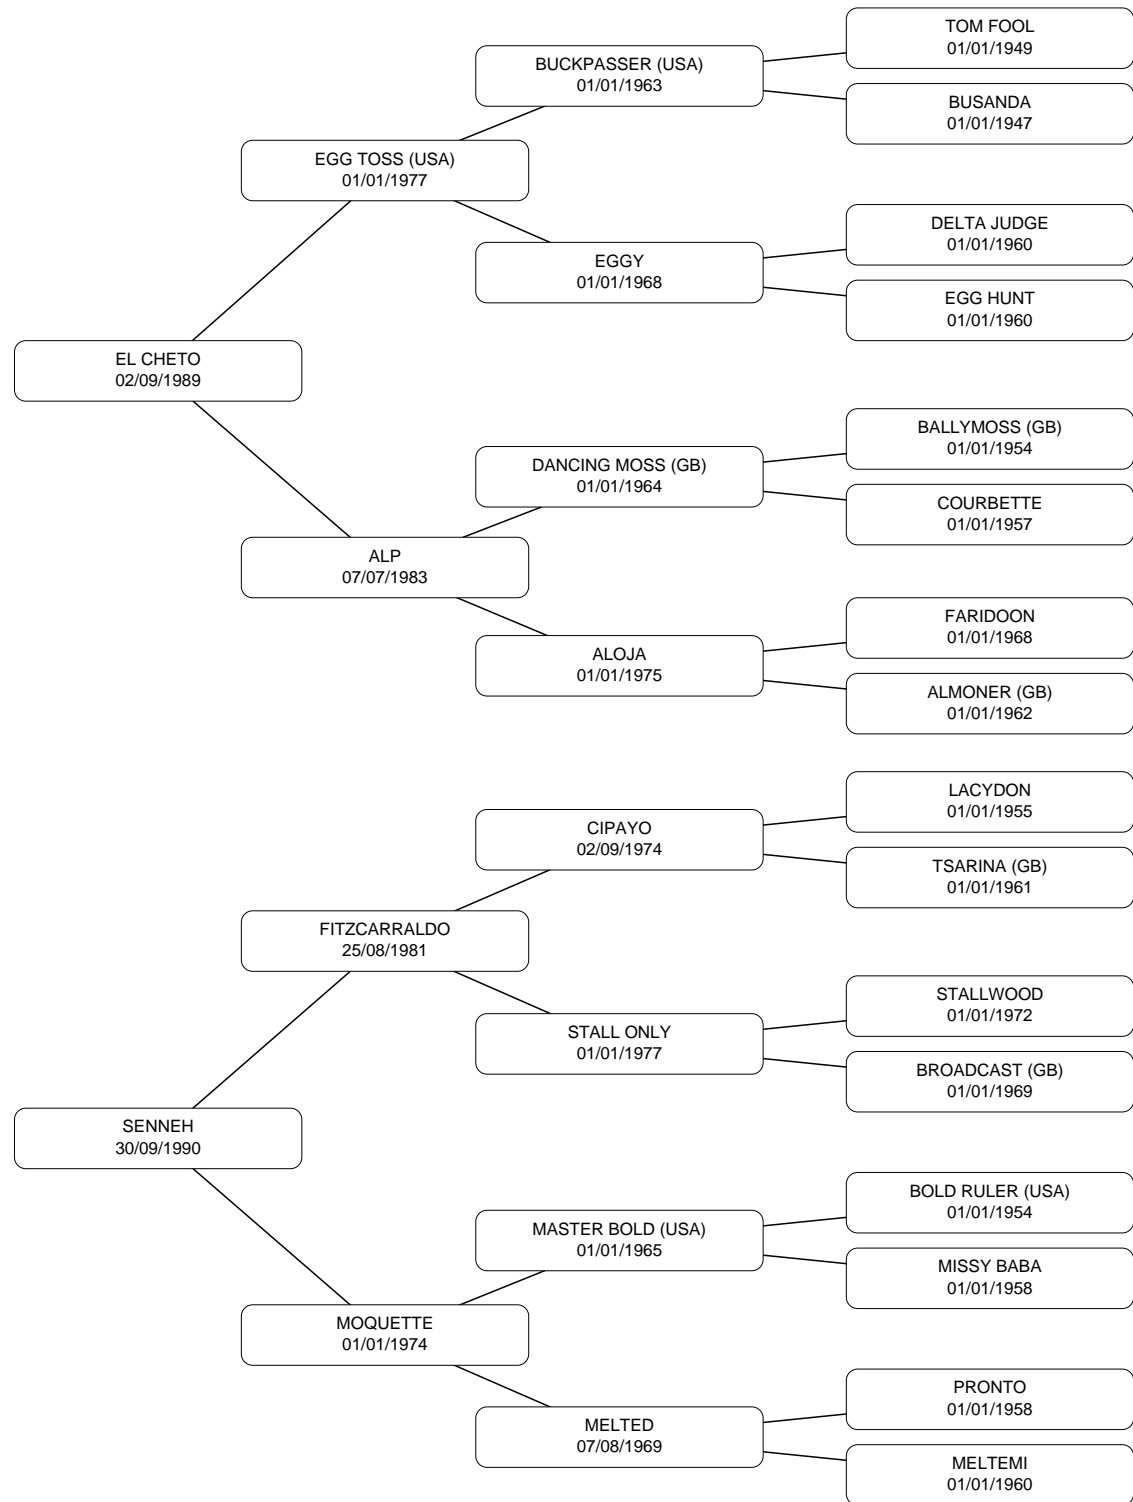 TOM FOOL
01/01/1949
BUCKPASSER (USA)
01/01/1963
BUSANDA
01/01/1947
EGG TOSS (USA)
01/01/1977
DELTA JUDGE
01/01/1960
EGGY
01/01/1968
EGG HUNT
01/01/1960
EL CHETO
02/09/1989
BALLYMOSS (GB)
01/01/1954
DANCING MOSS (GB)
01/01/1964
COURBETTE
01/01/1957
ALP
07/07/1983
FARIDOON
01/01/1968
ALOJA
01/01/1975
ALMONER (GB)
01/01/1962
LACYDON
01/01/1955
CIPAYO
02/09/1974
TSARINA (GB)
01/01/1961
FITZCARRALDO
25/08/1981
STALLWOOD
01/01/1972
STALL ONLY
01/01/1977
BROADCAST (GB)
01/01/1969
SENNEH
30/09/1990
BOLD RULER (USA)
01/01/1954
MASTER BOLD (USA)
01/01/1965
MISSY BABA
01/01/1958
MOQUETTE
01/01/1974
PRONTO
01/01/1958
MELTED
07/08/1969
MELTEMI
01/01/1960